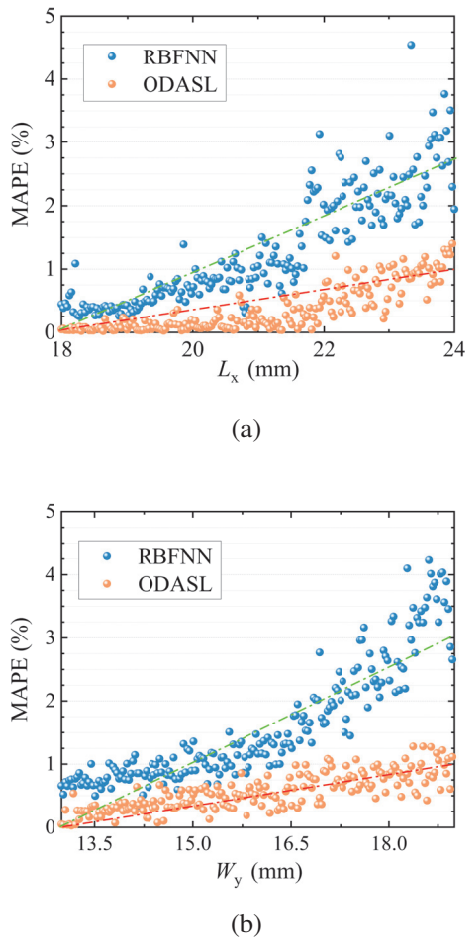 5
4
3
2
1
0
MAPE (%)
RBFNN
ODASL
18
20
22
24
Lx (mm)
(a)
5
4
3
2
1
0
MAPE (%)
RBFNN
ODASL
13.5
15.0
16.5
18.0
Wy (mm)
(b)